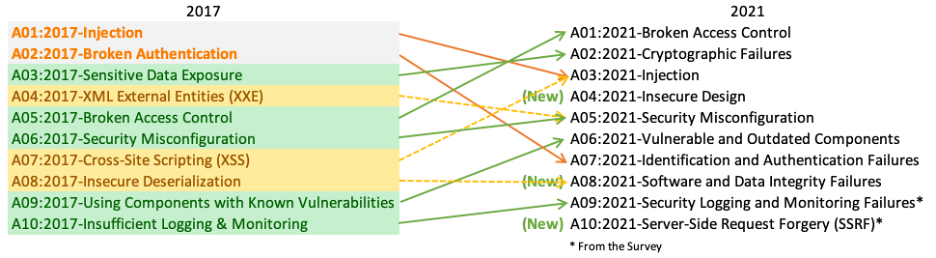 2017 2021
A01:2017-Injection A01:2021-Broken Access Control
A02:2017-Broken Authentication A02:2021-Cryptographic Failures
A03:2017-Sensitive Data Exposure A03:2021-Injection
A04:2017-XML External Entities (XXE) (New) A04:2021-Insecure Design
A05:2017-Broken Access Control A05:2021-Security Misconfiguration
A06:2017-Security Misconfiguration A06:2021-Vulnerable and Outdated Components
A07:2017-Cross-Site Scripting (XSS) A07:2021-Identification and Authentication Failures
A08:2017-Insecure Deserialization (New) A08:2021-Software and Data Integrity Failures
A09:2017-Using Components with Known Vulnerabilities A09:2021-Security Logging and Monitoring Failures*
A10:2017-Insufficient Logging & Monitoring (New) A10:2021-Server-Side Request Forgery (SSRF)*
* From the Survey